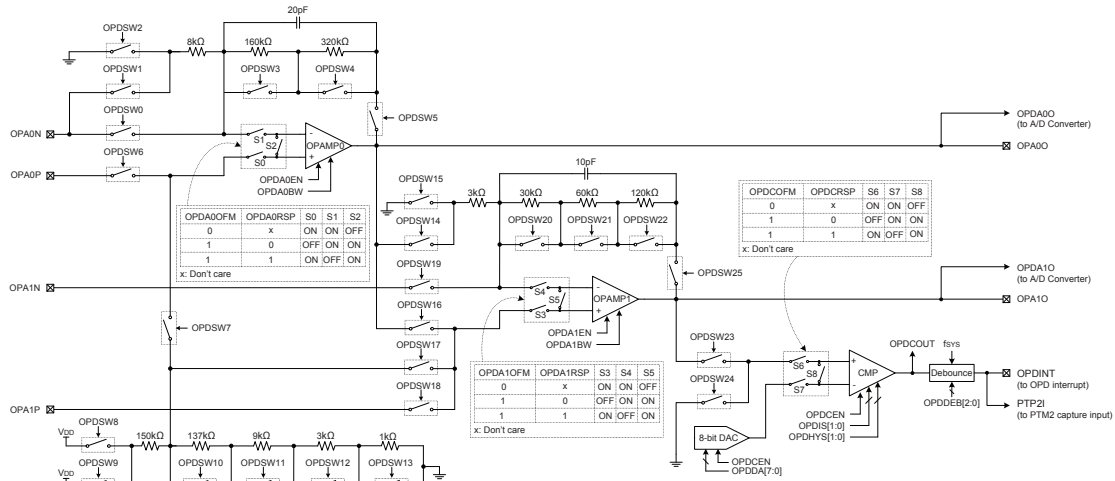 20pF
OPDSW2
8kΩ
160kΩ
320kΩ
OPDSW1
OPDSW3
OPDSW4
OPDSW0
OPDSW5
OPA0N
OPDSW6
S1
S2
S0
-
+
OPAMP0
OPA0P
OPDA0EN
OPDA0BW
OPDA0O
(to A/D Converter)
OPA0O
OPDA0OFM OPDA0RSP S0 S1 S2
0 x ON ON OFF
1 0 OFF ON ON
1 1 ON OFF ON
x: Don't care
10pF
OPDSW15
3kΩ
30kΩ
60kΩ
120kΩ
OPDSW14
OPDSW20
OPDSW21
OPDSW22
OPDCOFM OPDCRSP S6 S7 S8
0 x ON ON OFF
1 0 OFF ON ON
1 1 ON OFF ON
x: Don't care
OPDSW19
OPDSW25
OPA1N
S4
S5
S3
-
+
OPAMP1
OPDA1EN
OPDA1BW
OPDA1O
(to A/D Converter)
OPA1O
OPDSW16
OPDSW7
OPDSW17
OPDSW18
OPA1P
OPDA1OFM OPDA1RSP S3 S4 S5
0 x ON ON OFF
1 0 OFF ON ON
1 1 ON OFF ON
x: Don't care
OPDSW23
OPDSW24
S6
S8
S7
+
-
CMP
OPDCOUT
fSYS
Debounce
OPDDEB[2:0]
OPDINT
(to OPD interrupt)
PTP2I
(to PTM2 capture input)
OPDCEN
OPDIS[1:0]
OPDHYS[1:0]
8-bit DAC
OPDCEN
OPDDA[7:0]
VDD
OPDSW8
150kΩ
137kΩ
9kΩ
3kΩ
1kΩ
VDD
OPDSW9
OPDSW10
OPDSW11
OPDSW12
OPDSW13